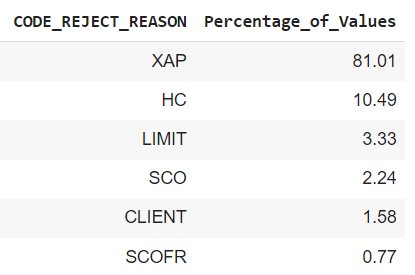 CODE_REJECT_REASON Percentage_of_Values
XAP 81.01
HC 10.49
LIMIT 3.33
SCO 2.24
CLIENT 1.58
SCOFR 0.77